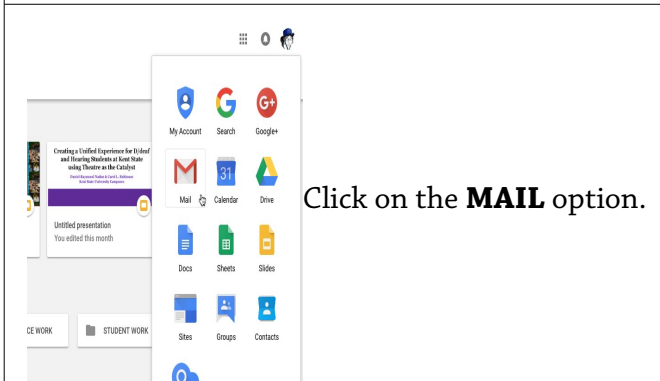 My Account Search Google+
Creating a Unified Experience for D/deaf
and Hearing Students at Kent State
using Theatre as the Catalyst
31
Mail Calendar Drive
Click on the MAIL option.
Untitled presentation
You edited this month
Docs Sheets Slides
CE WORK STUDENT WORK
Sites Groups Contacts